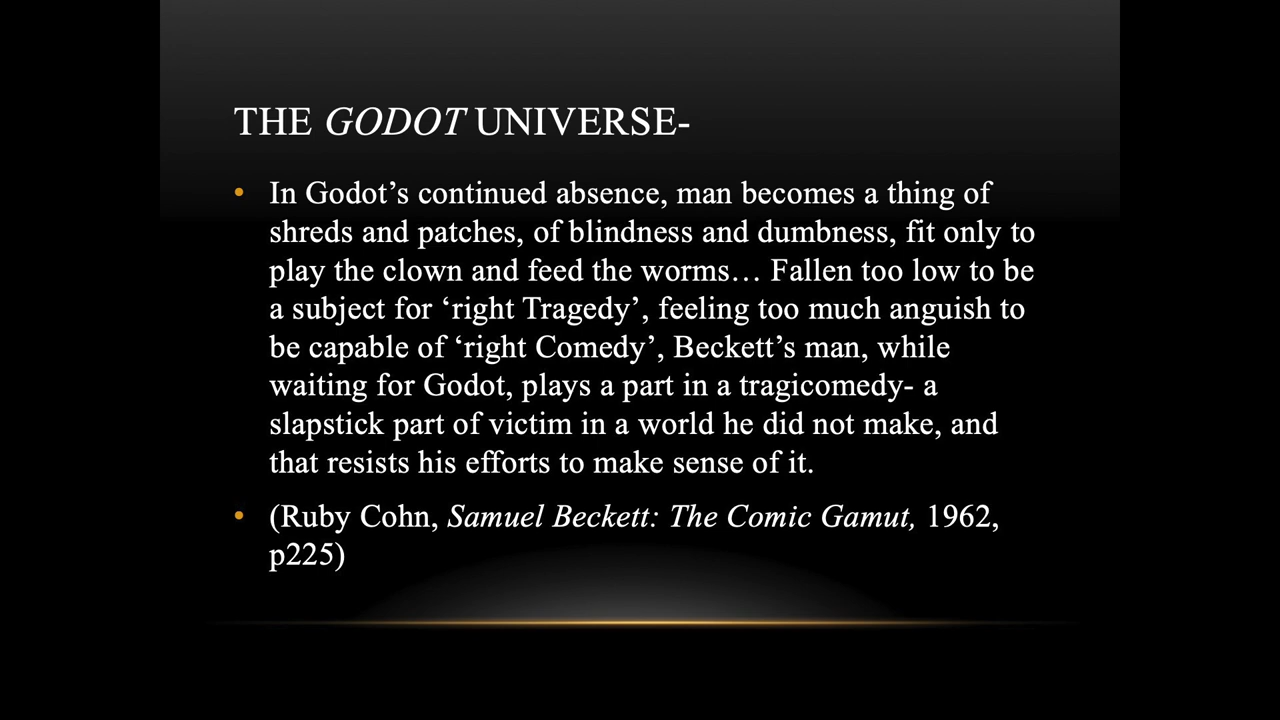 THE GODOT UNIVERSE-
• In Godot’s continued absence, man becomes a thing of
shreds and patches, of blindness and dumbness, fit only to
play the clown and feed the worms… Fallen too low to be
a subject for ‘right Tragedy’, feeling too much anguish to
be capable of ‘right Comedy’, Beckett’s man, while
waiting for Godot, plays a part in a tragicomedy- a
slapstick part of victim in a world he did not make, and
that resists his efforts to make sense of it.
• (Ruby Cohn, Samuel Beckett: The Comic Gamut, 1962,
p225)